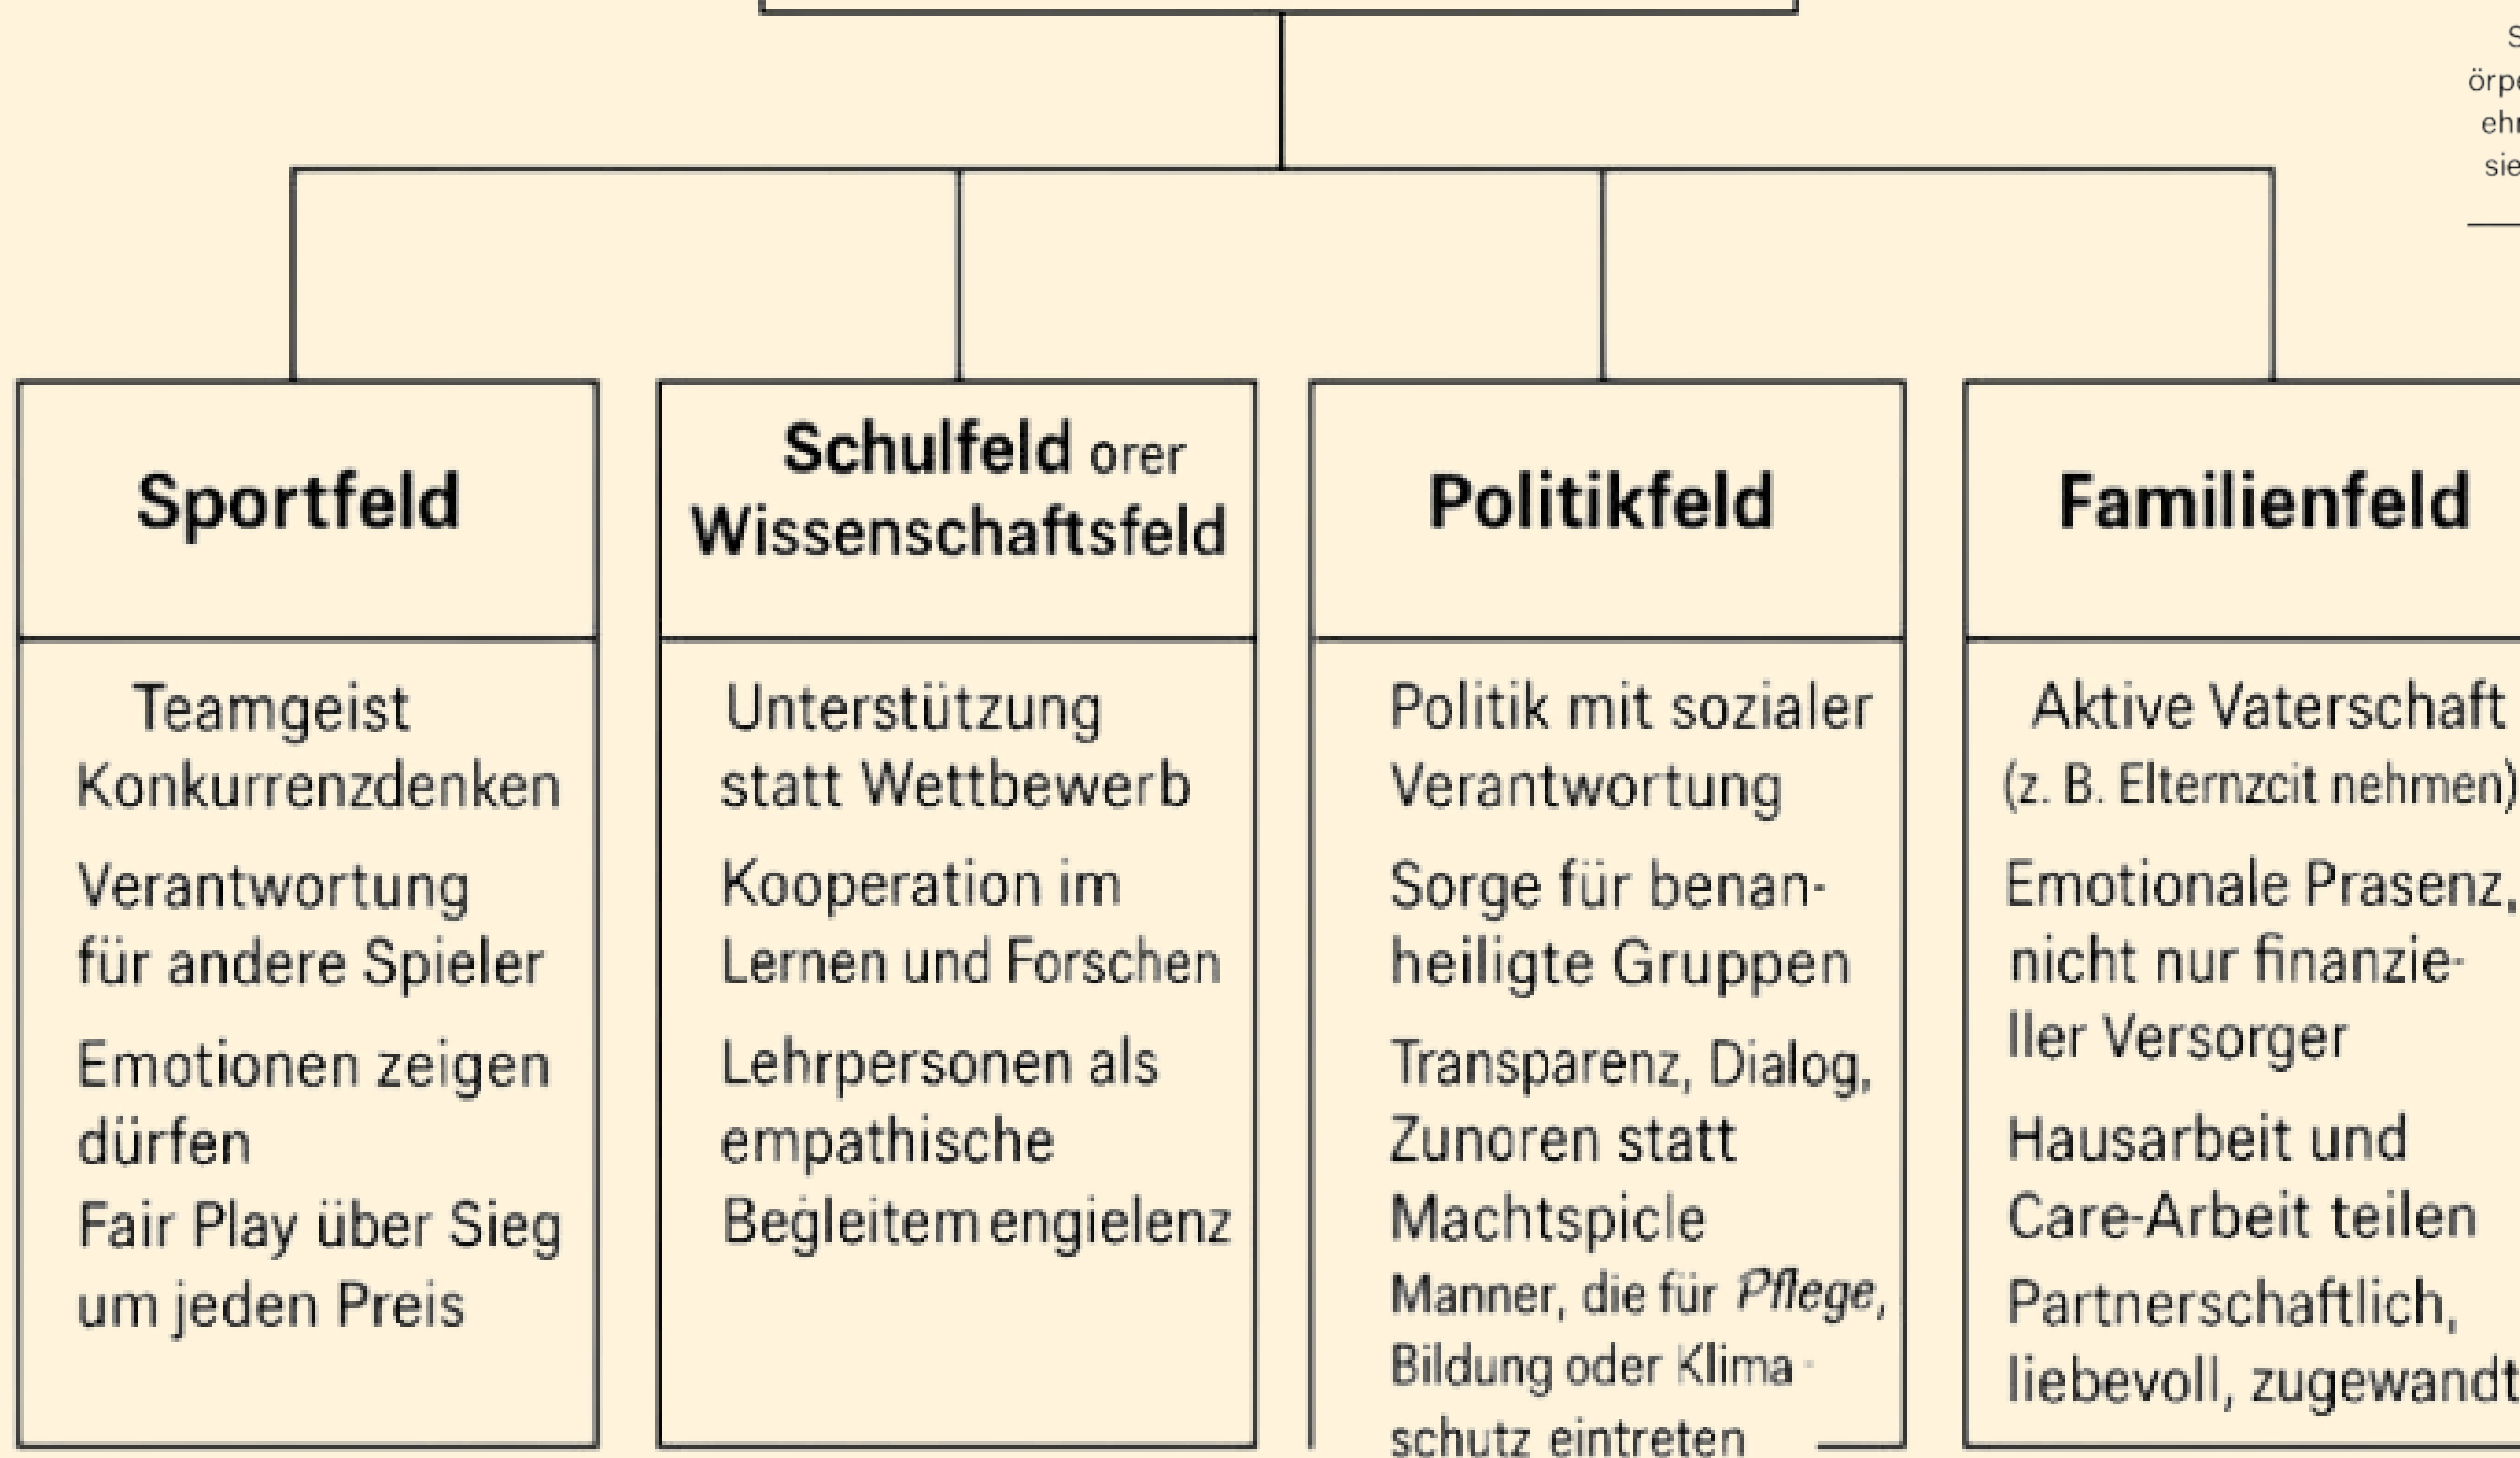 S
örpe
ehr
sie
Sportfeld
Teamgeist
Konkurrenzdenken
Verantwortung
für andere Spieler
Emotionen zeigen
dürfen
Fair Play über Sieg
um jeden Preis
Schulfeld orer
Wissenschaftsfeld
Unterstützung
statt Wettbewerb
Kooperation im
Lernen und Forschen
Lehrpersonen als
empathische
Begleitem engielenz
Politikfeld
Politik mit sozialer
Verantwortung
Sorge für benan-
heiligte Gruppen
Transparenz, Dialog,
Zunoren statt
Machtspicle
Manner, die für Pflege,
Bildung oder Klima-
schutz eintreten
Familienfeld
Aktive Vaterschaft
(z. B. Elternzcit nehmen)
Emotionale Prasenz,
nicht nur finanzie-
ller Versorger
Hausarbeit und
Care-Arbeit teilen
Partnerschaftlich,
liebevoll, zugewandt